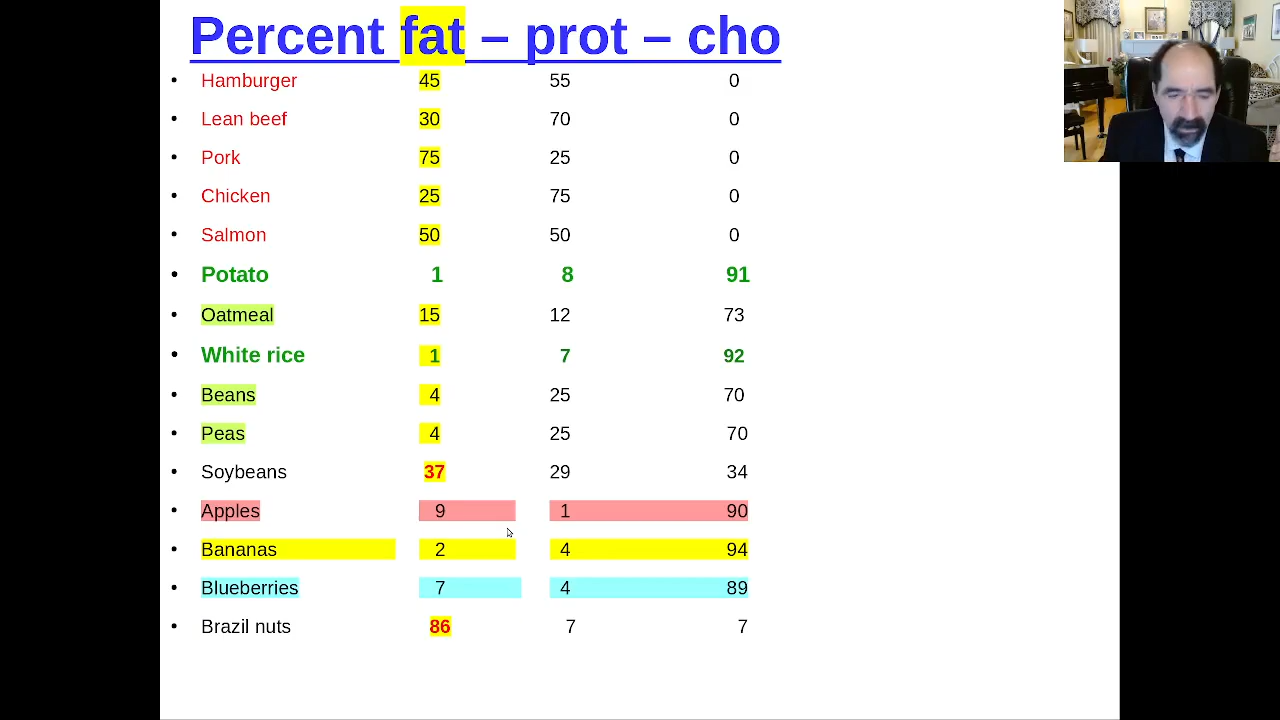 Percent fat – prot – cho
• Hamburger 45 55 0
• Lean beef 30 70 0
• Pork 75 25 0
• Chicken 25 75 0
• Salmon 50 50 0
• Potato 1 8 91
• Oatmeal 15 12 73
• White rice 1 7 92
• Beans 4 25 70
• Peas 4 25 70
• Soybeans 37 29 34
• Apples 9 1 90
• Bananas 2 4 94
• Blueberries 7 4 89
• Brazil nuts 86 7 7